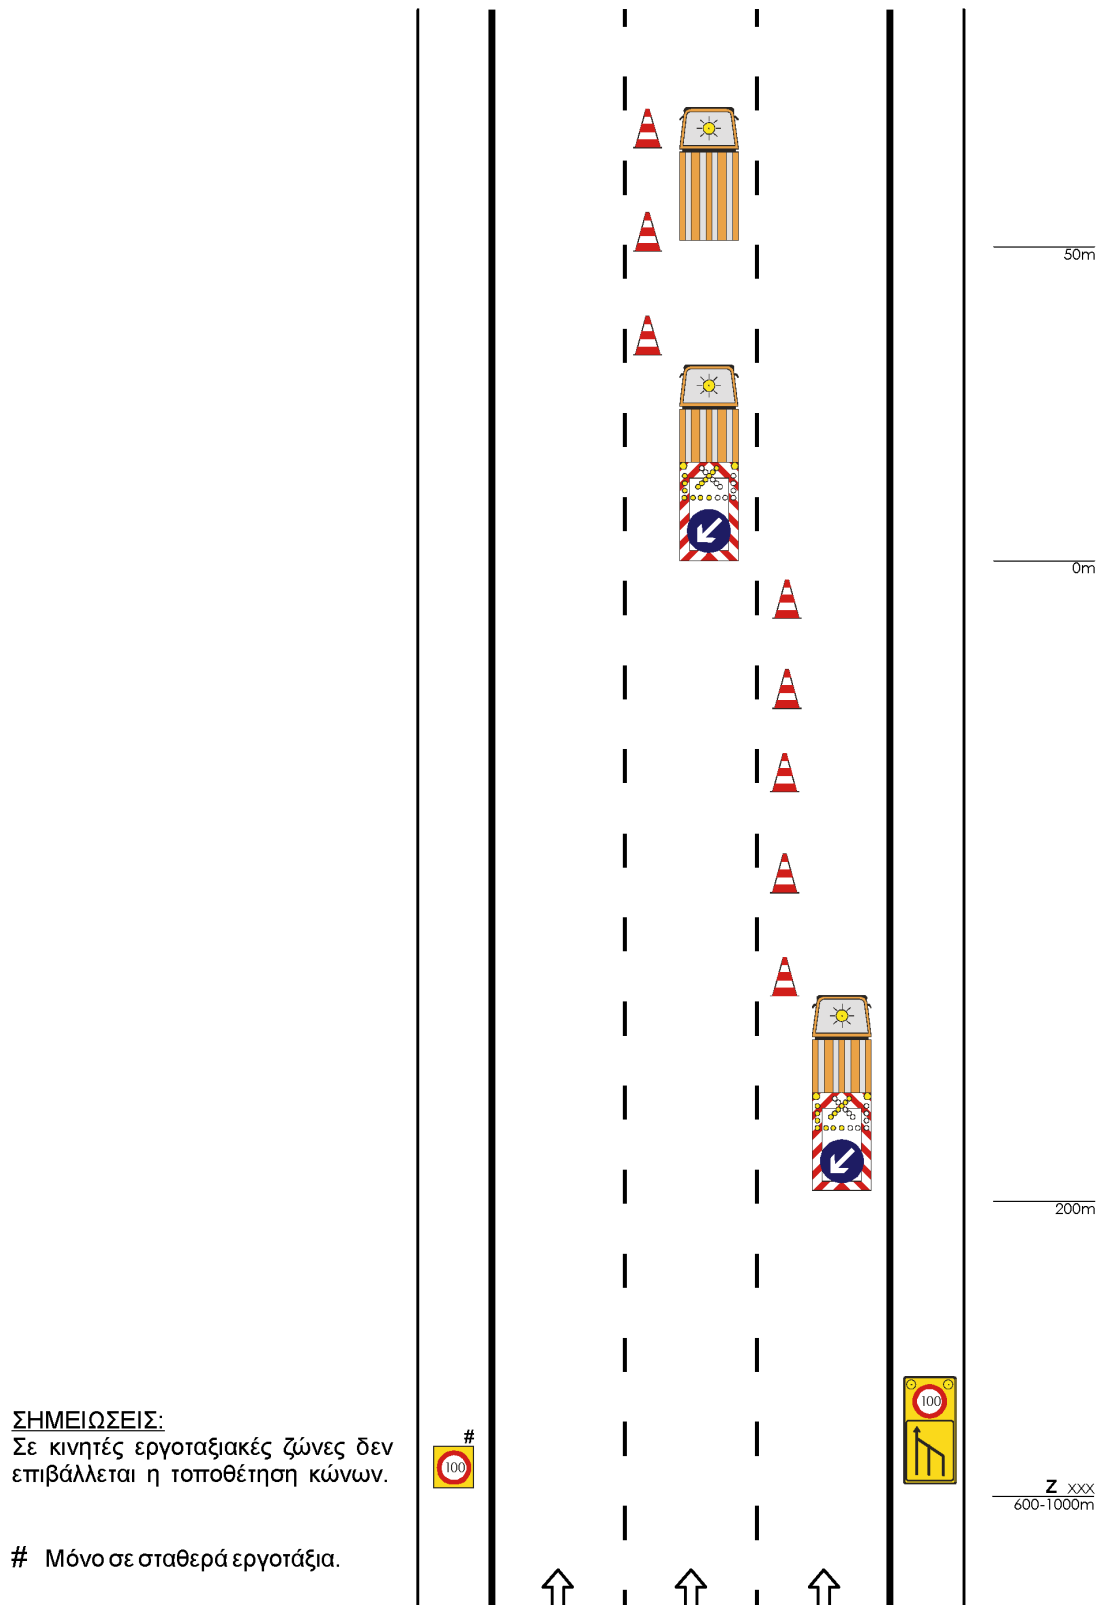 50m
0m
200m
100
ΣΗΜΕΙΩΣΕΙΣ:
Σε κινητές εργοταξιακές ζώνες δεν
επιβάλλεται η τοποθέτηση κώνων.
#
100
Z XXX
600-1000m
# Μόνο σε σταθερά εργοτάξια.